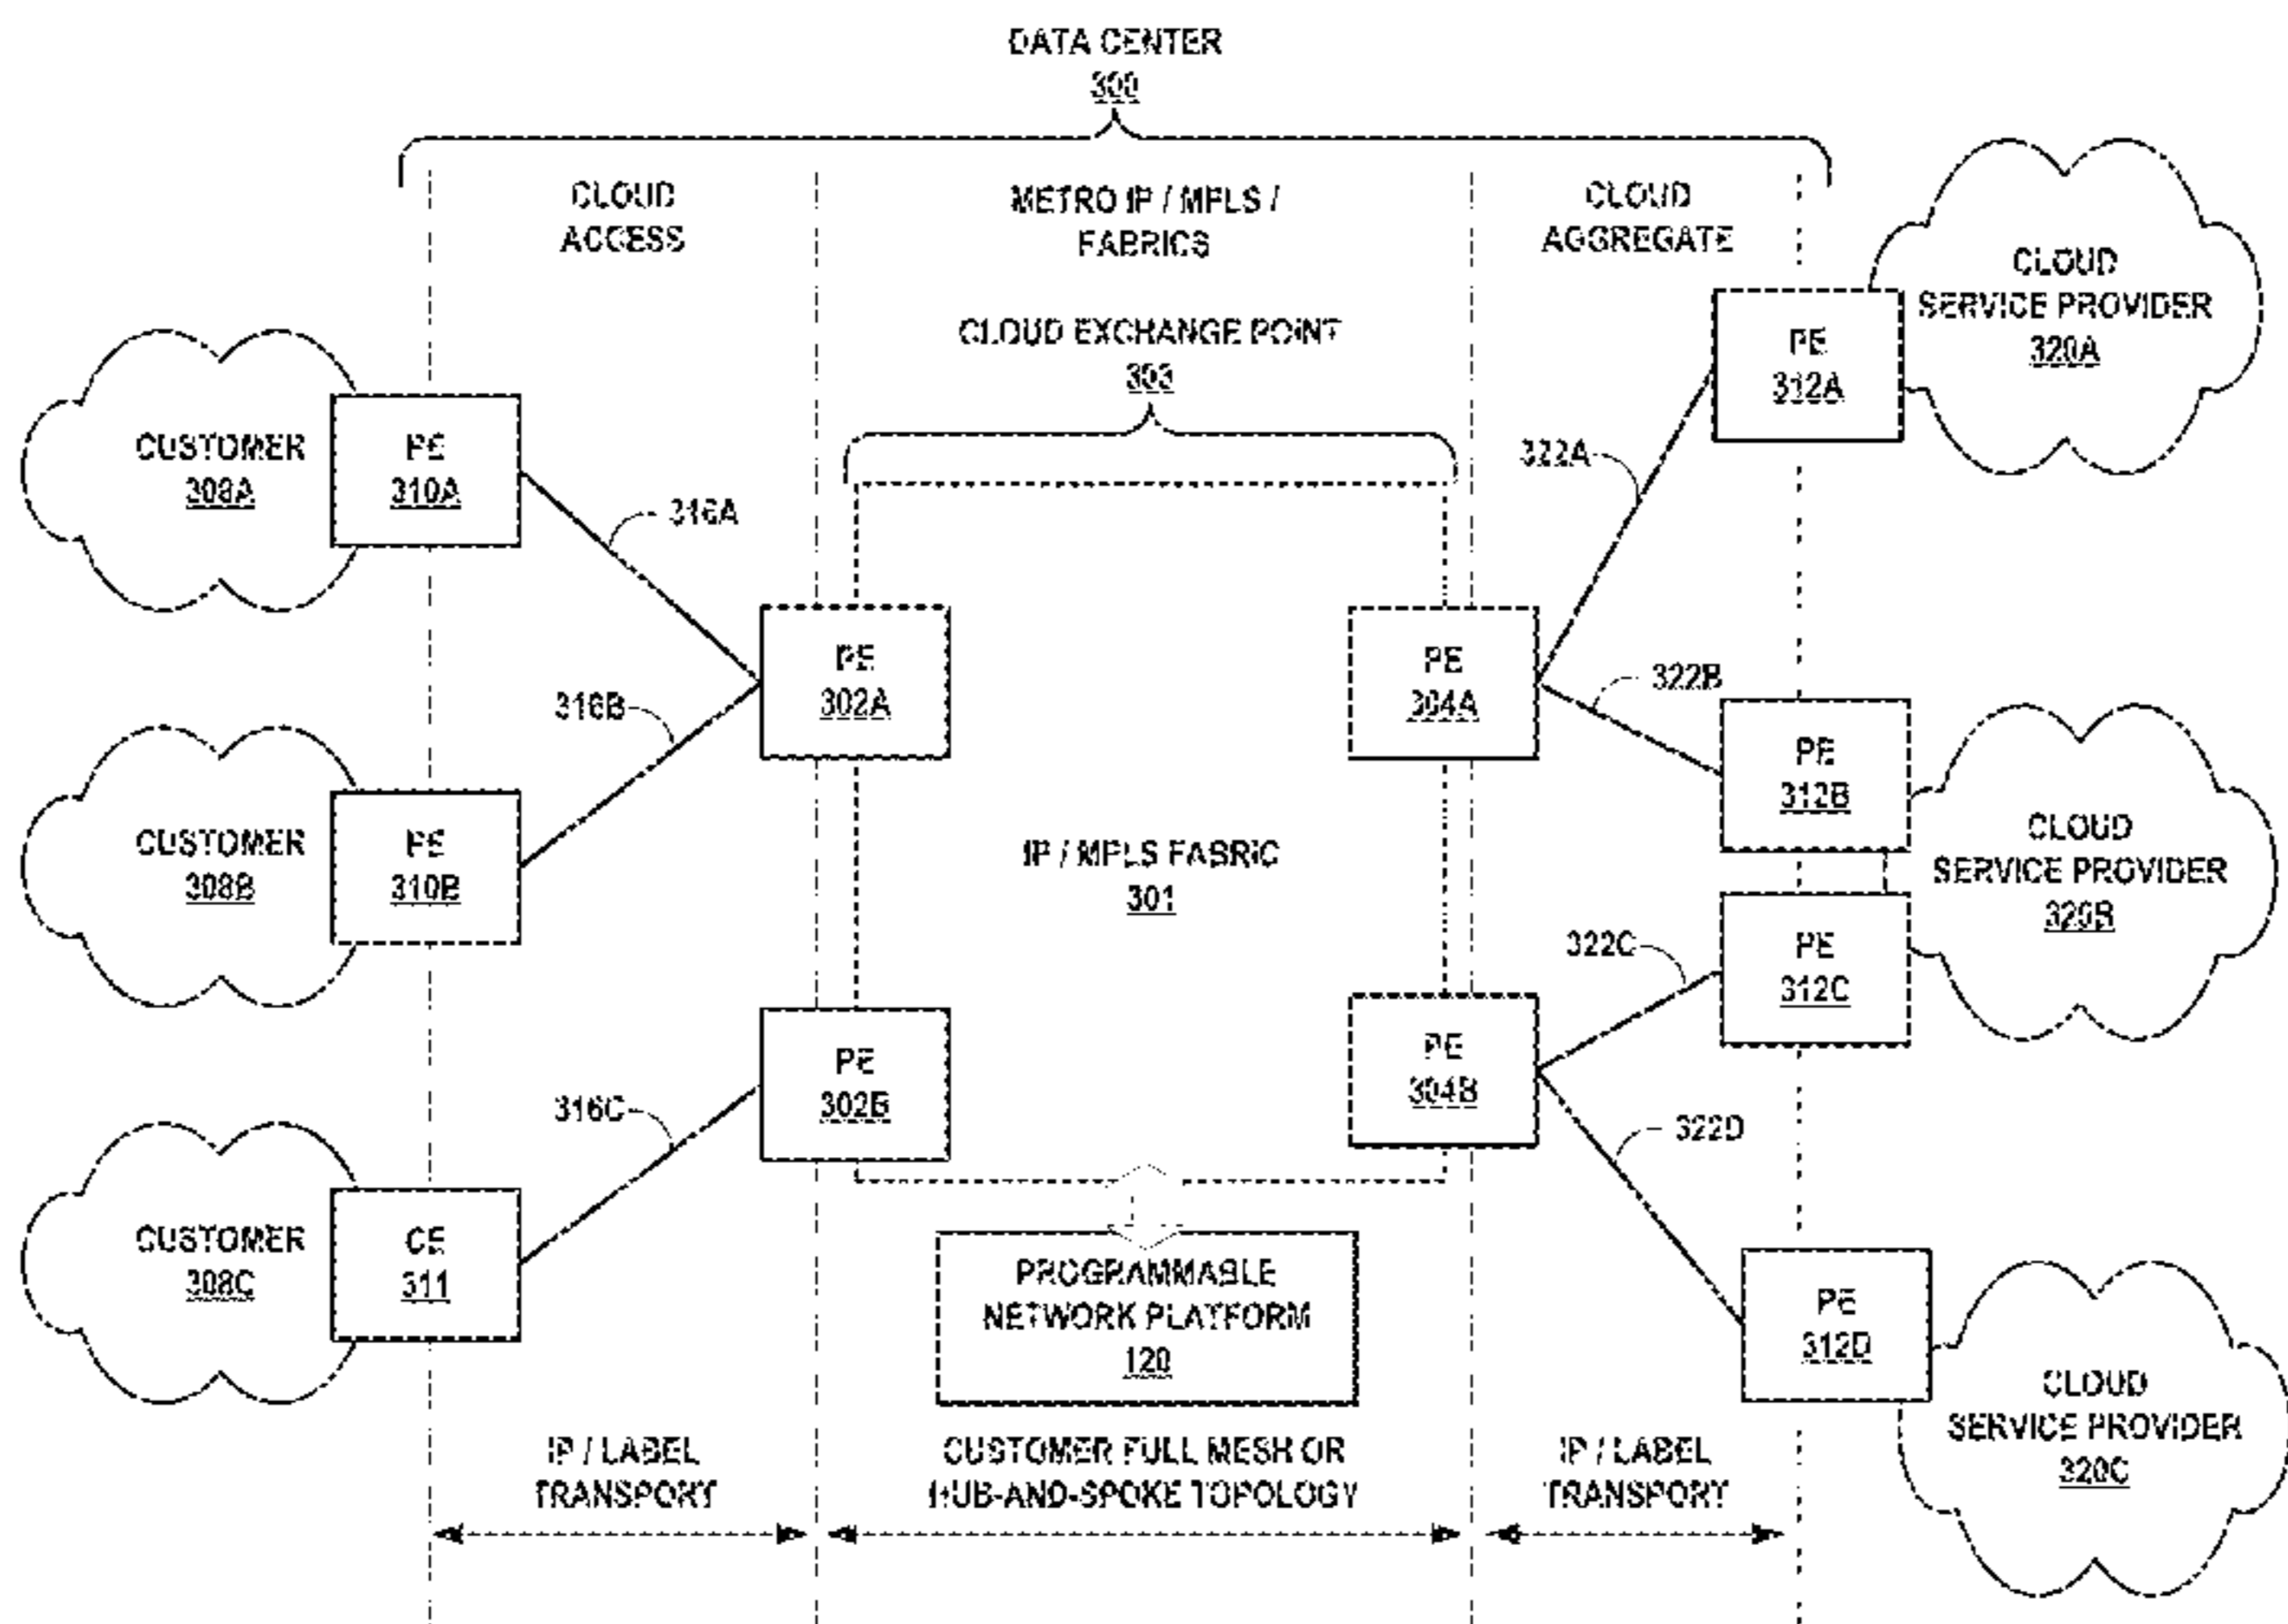 DATA CENTER
300
CLOUD
ACCESS
METRO IP / MPLS /
FABRICS
CLOUD
AGGREGATE
CLOUD EXCHANGE POINT
303
CLOUD
SERVICE PROVIDER
320A
PE
312A
CUSTOMER
308A
PE
310A
316A
322A
PE
302A
PE
304A
316B
322B
PE
312B
CUSTOMER
308B
PE
310B
IP / MPLS FABRIC
301
CLOUD
SERVICE PROVIDER
320B
322C
PE
312C
PE
302B
PE
304B
316C
322D
CUSTOMER
308C
CE
311
PROGRAMMABLE
NETWORK PLATFORM
120
PE
312D
CLOUD
SERVICE PROVIDER
320C
IP / LABEL
TRANSPORT
CUSTOMER FULL MESH OR
HUB-AND-SPOKE TOPOLOGY
IP / LABEL
TRANSPORT